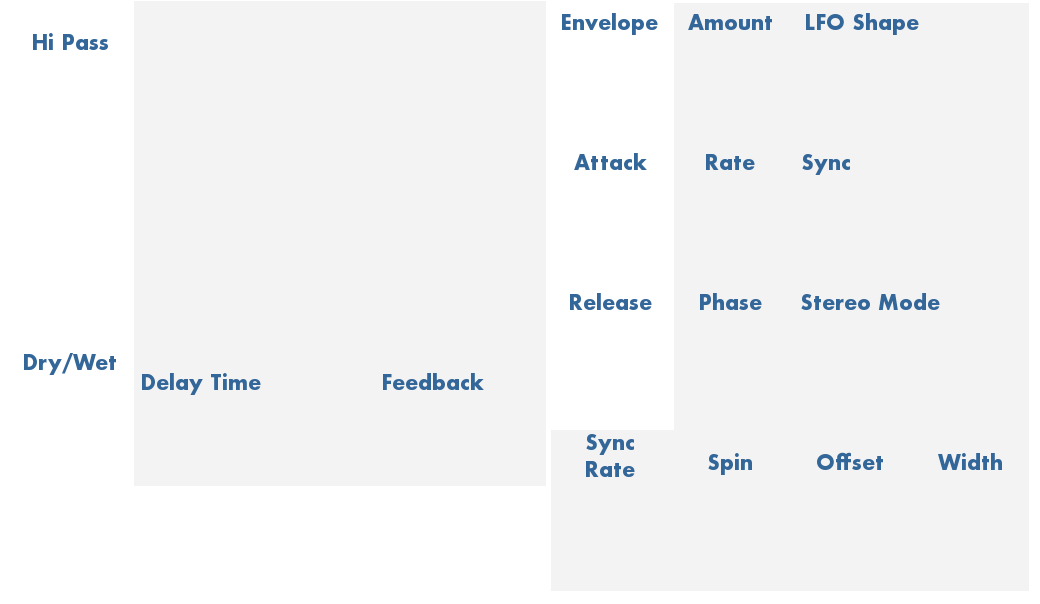 Envelope Amount LFO Shape
Hi Pass
Attack Rate Sync
Release Phase Stereo Mode
Dry/Wet
Delay Time Feedback
Sync
Rate
Spin Offset Width